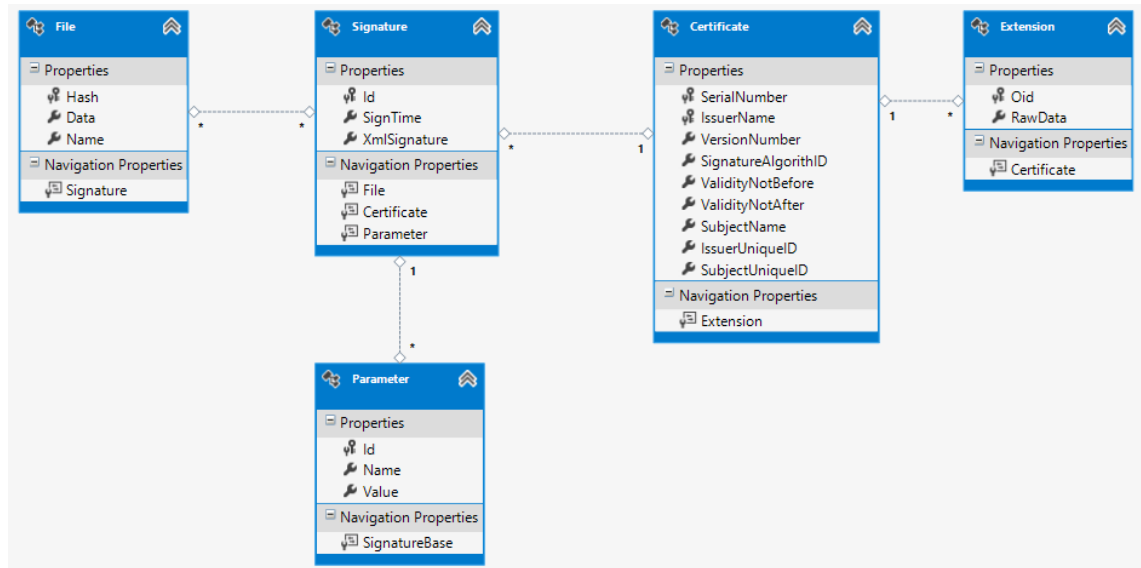 File
Properties
Hash
Data
Name
Navigation Properties
Signature
*
*
Signature
Properties
Id
SignTime
XmlSignature
Navigation Properties
File
Certificate
Parameter
*
1
1
*
Certificate
Properties
SerialNumber
IssuerName
VersionNumber
SignatureAlgorithID
ValidityNotBefore
ValidityNotAfter
SubjectName
IssuerUniqueID
SubjectUniqueID
Navigation Properties
Extension
1
*
Extension
Properties
Oid
RawData
Navigation Properties
Certificate
Parameter
Properties
Id
Name
Value
Navigation Properties
SignatureBase